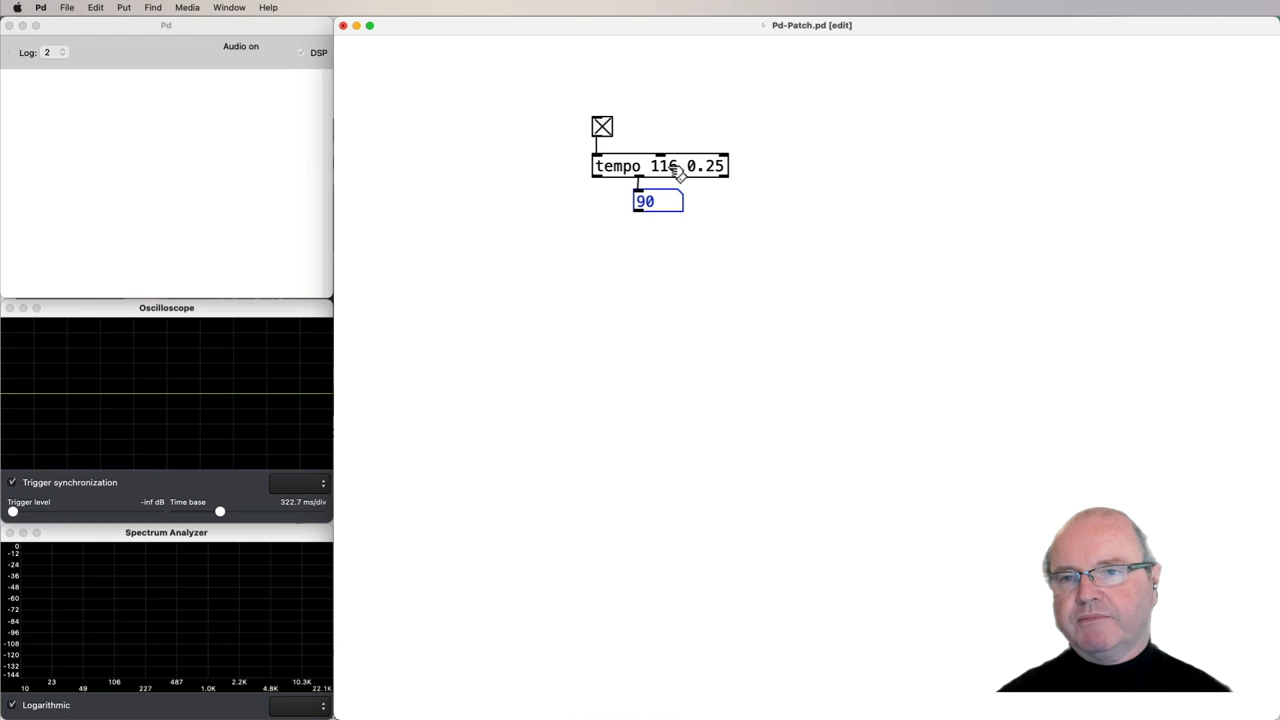 Pd File Edit Put Find Media Window Help
Pd
Log: 2
Audio on
DSP
Oscilloscope
Trigger synchronization
Trigger level -inf dB Time base 322.7 ms/div
Spectrum Analyzer
0
-12
-24
-36
-48
-60
-72
-84
-96
-108
-120
-132
-144
23 106 487 2.2K 10.3K
10 49 227 1.0K 4.8K 22.1K
Logarithmic
Pd-Patch.pd [edit]
tempo 116 0.25
90